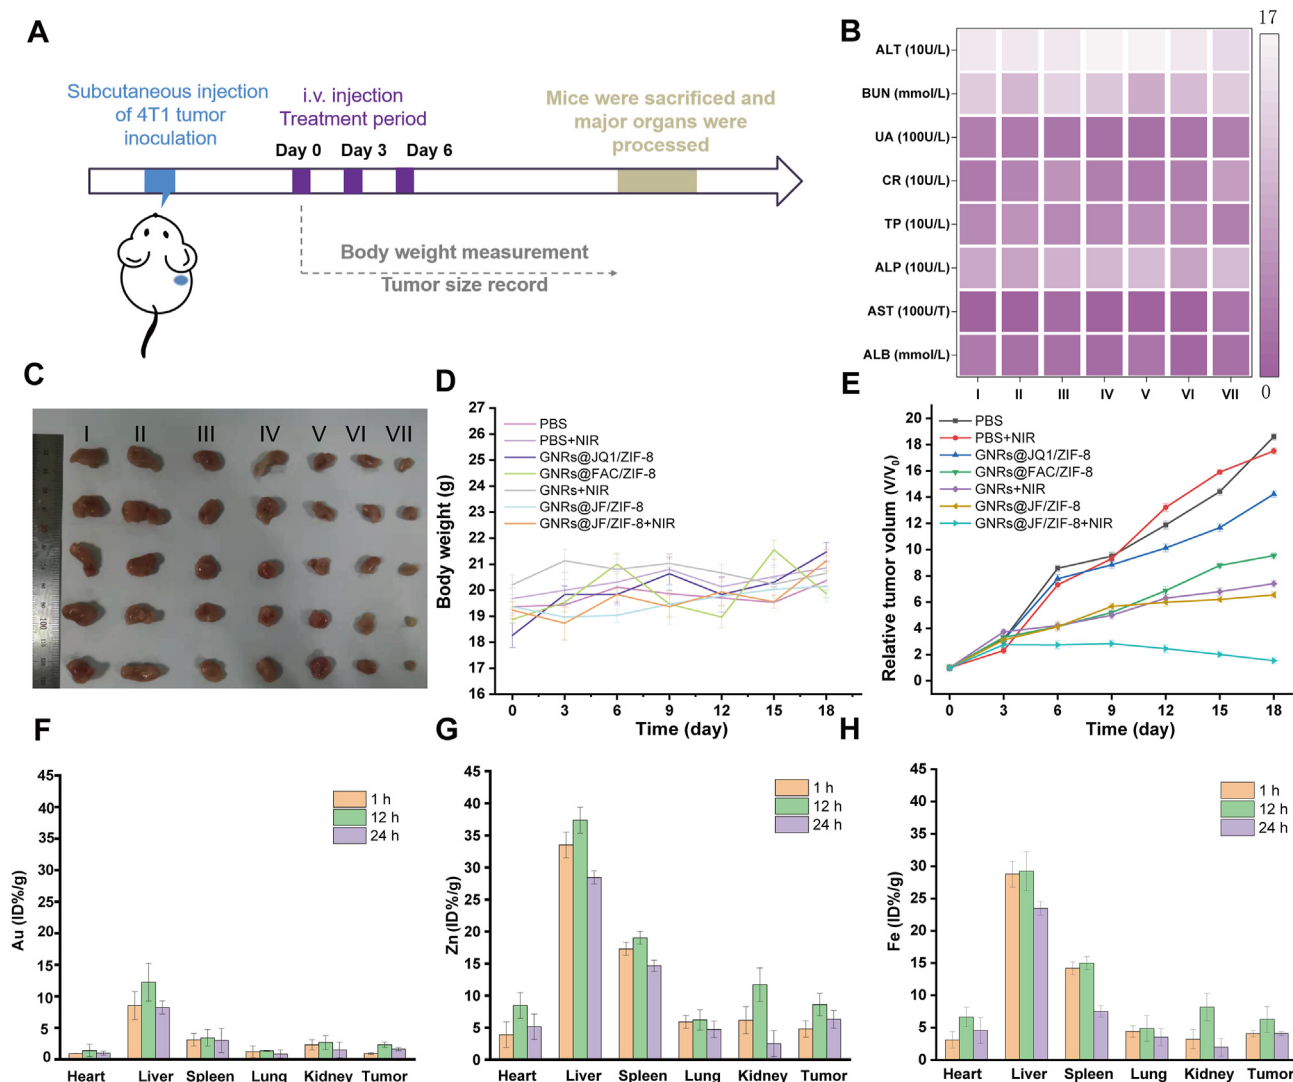 A
Subcutaneous injection
of 4T1 tumor
inoculation
i.v. injection
Treatment period
Day 0 Day 3 Day 6
Mice were sacrificed and
major organs were
processed
Body weight measurement
Tumor size record
B
17
ALT (10U/L)
BUN (mmol/L)
UA (100U/L)
CR (10U/L)
TP (10U/L)
ALP (10U/L)
AST (100U/T)
ALB (mmol/L)
I II III IV V VI VII
0
C
I II III IV V VI VII
100
D
Body weight (g)
27
26
25
24
23
22
21
20
19
18
17
16
PBS
PBS+NIR
GNRs@JQ1/ZIF-8
GNRs@FAC/ZIF-8
GNRs+NIR
GNRs@JF/ZIF-8
GNRs@JF/ZIF-8+NIR
0 3 6 9 12 15 18
Time (day)
E
Relative tumor volum (V/V0)
20
18
16
14
12
10
8
6
4
2
0
PBS
PBS+NIR
GNRs@JQ1/ZIF-8
GNRs@FAC/ZIF-8
GNRs+NIR
GNRs@JF/ZIF-8
GNRs@JF/ZIF-8+NIR
0 3 6 9 12 15 18
Time (day)
F
Au (ID%/g)
45
40
35
30
25
20
15
10
5
0
1 h
12 h
24 h
Heart Liver Spleen Lung Kidney Tumor
G
Zn (ID%/g)
45
40
35
30
25
20
15
10
5
0
1 h
12 h
24 h
Heart Liver Spleen Lung Kidney Tumor
H
Fe (ID%/g)
45
40
35
30
25
20
15
10
5
0
1 h
12 h
24 h
Heart Liver Spleen Lung Kidney Tumor